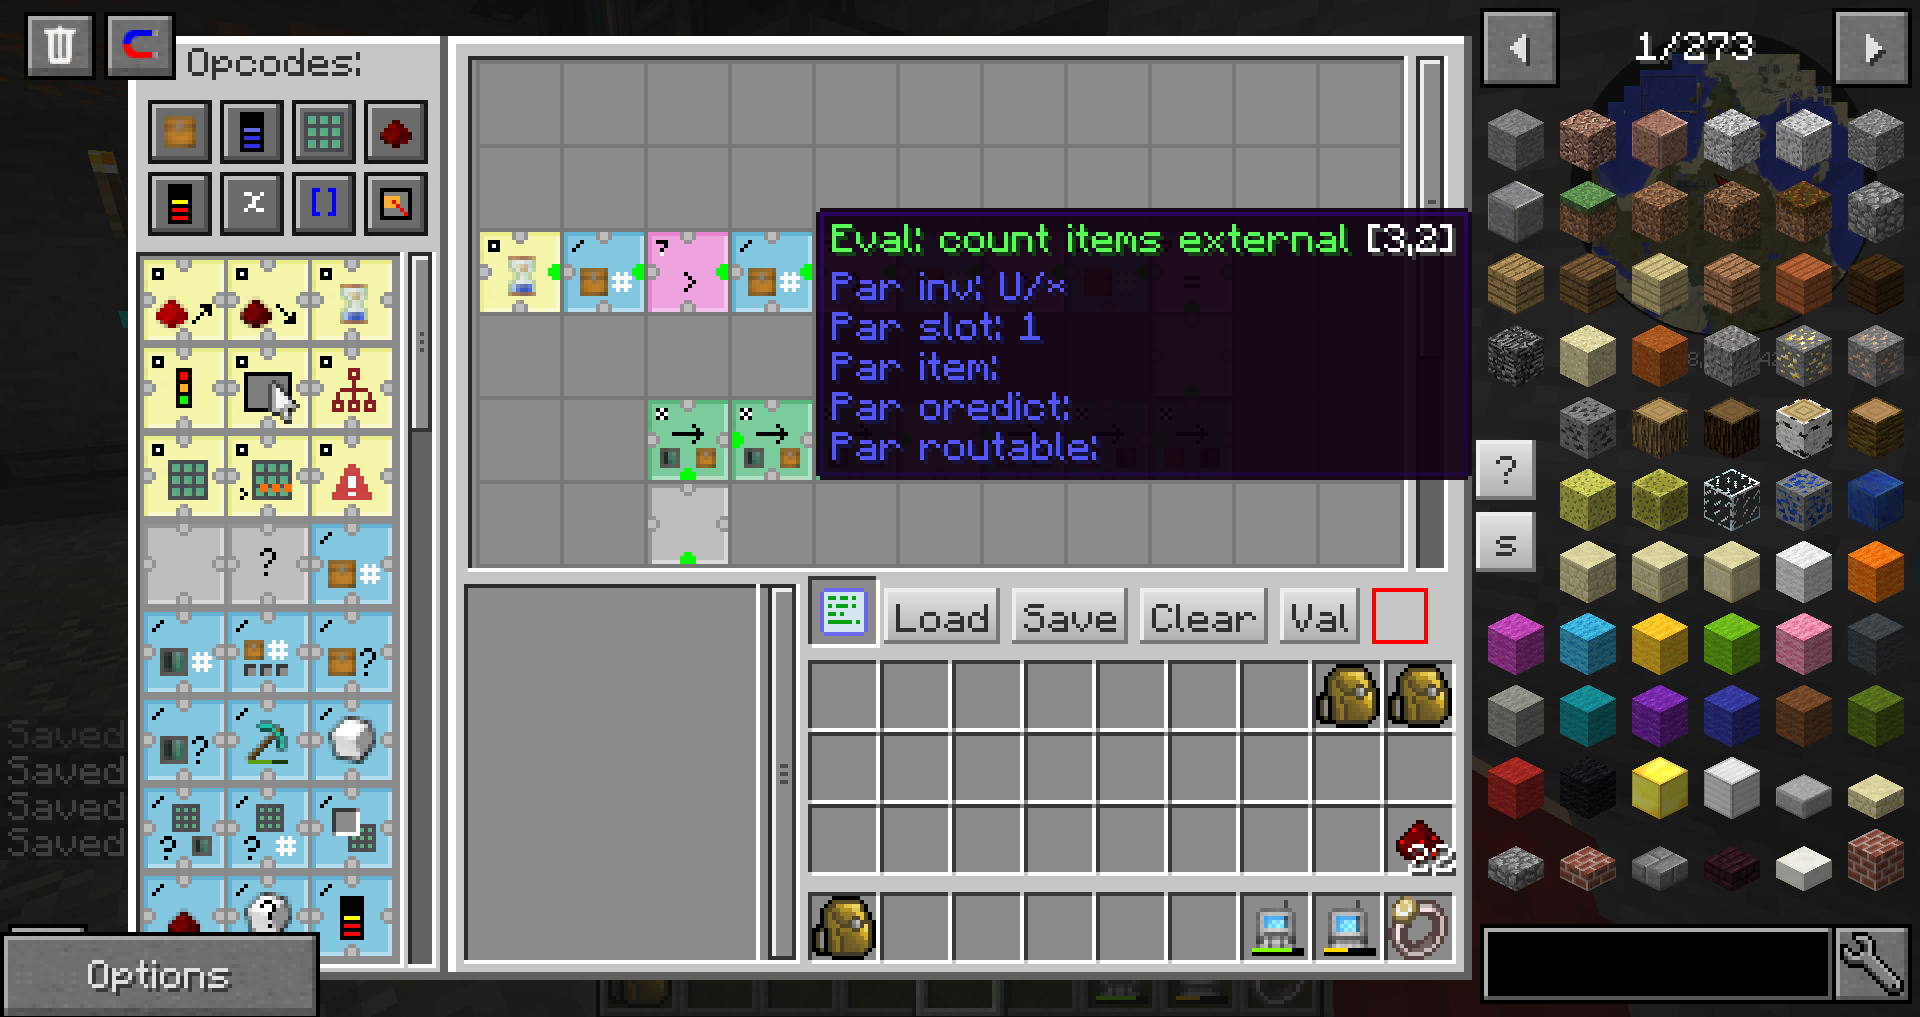 Opcodes:
1/273
Eval: count items external [3,2]
Par inv: U/×
Par slot: 1
Par item:
Par oredict:
Par routable:
?
s
Load
Save
Clear
Val
Saved
Saved
Saved
Saved
22
Options